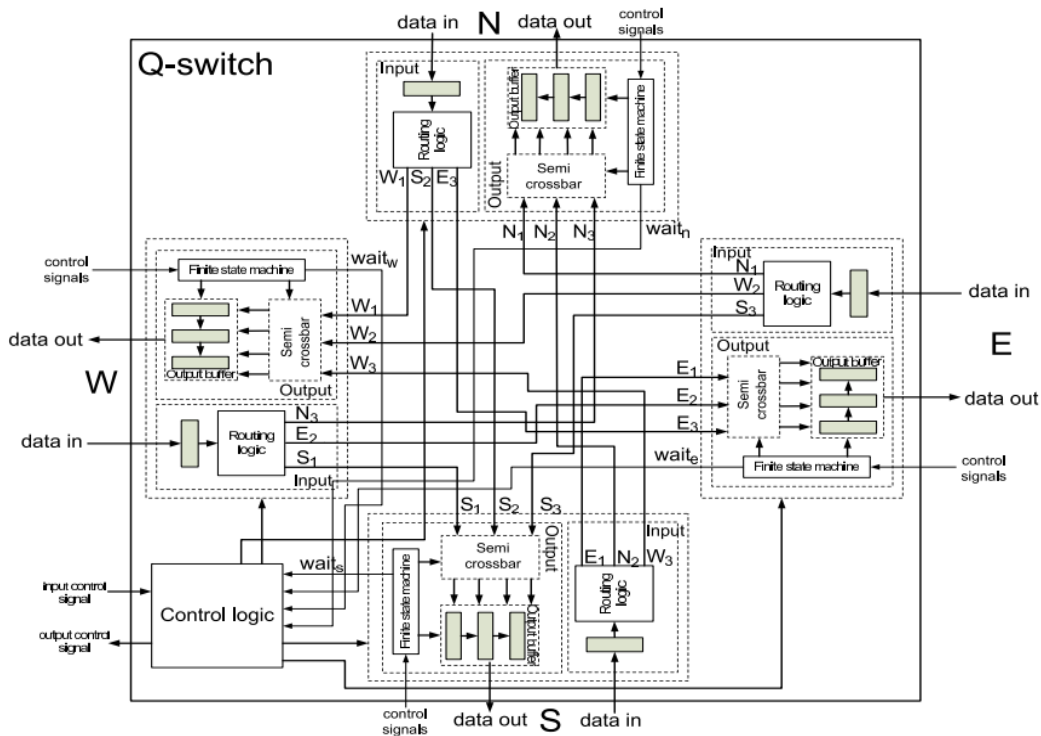 data in
N
data out
control
signals
Q-switch
Input
Routing
logic
W1
S2
E3
Output buffer
Semi
crossbar
Output
Finite state machine
N1
N2
N3
waitn
control
signals
Finite state machine
waitw
Output buffer
Semi
crossbar
Output
W1
W2
W3
data out
W
data in
Routing
logic
N3
E2
S1
Input
Input
N1
W2
S3
Routing
logic
data in
E
Output
E1
E2
E3
Semi
crossbar
Output buffer
data out
waite
Finite state machine
control
signals
S1
S2
S3
waits
Finite state machine
Semi
crossbar
Output
Output buffer
Input
E1
N2
W3
Routing
logic
input control
signal
output control
signal
Control logic
control
signals
data out
S
data in